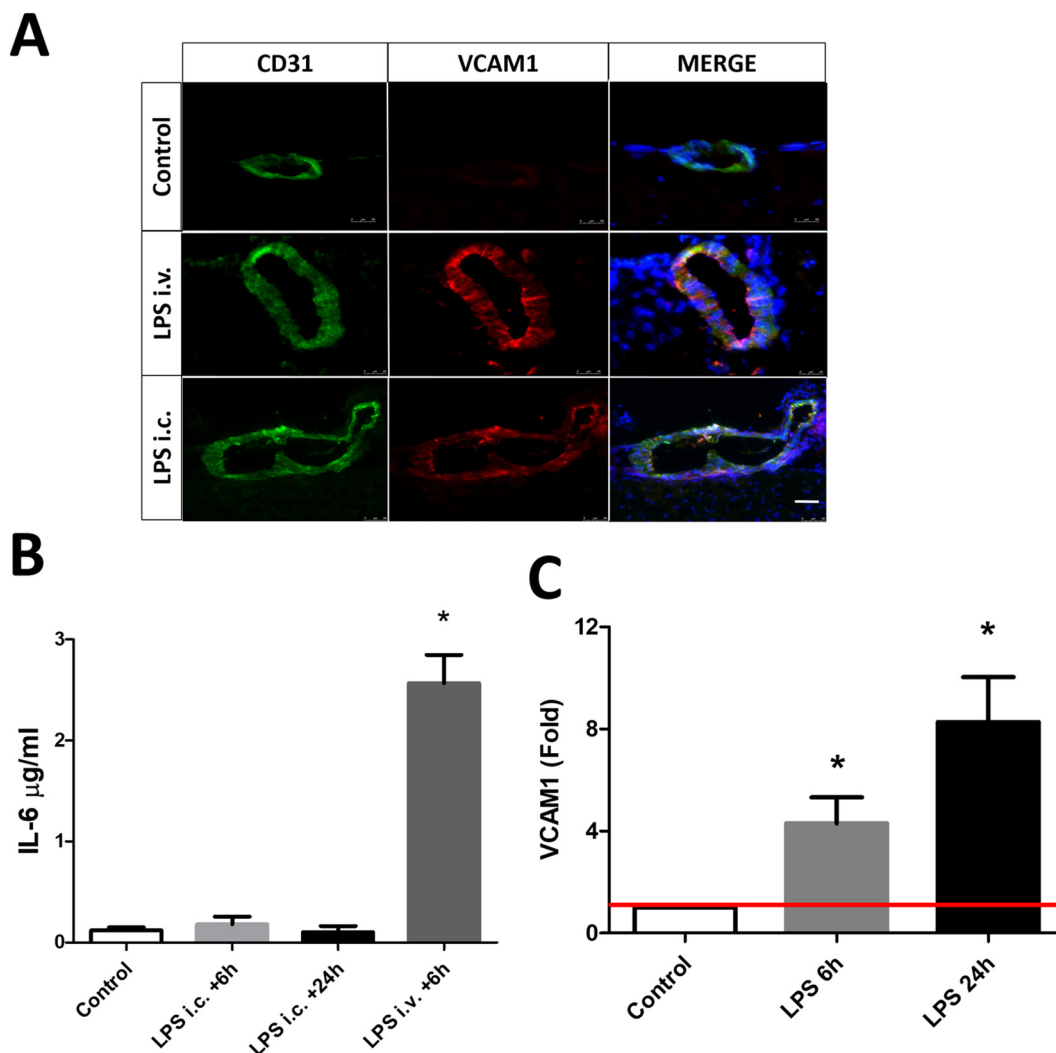 A
CD31 VCAM1 MERGE
Control
LPS i.v.
LPS i.c.
B
IL-6 μg/ml
3
2
1
0
*
Control
LPS i.c. +6h
LPS i.c. +24h
LPS i.v. +6h
C
VCAM1 (Fold)
12
8
4
0
*
*
Control
LPS 6h
LPS 24h